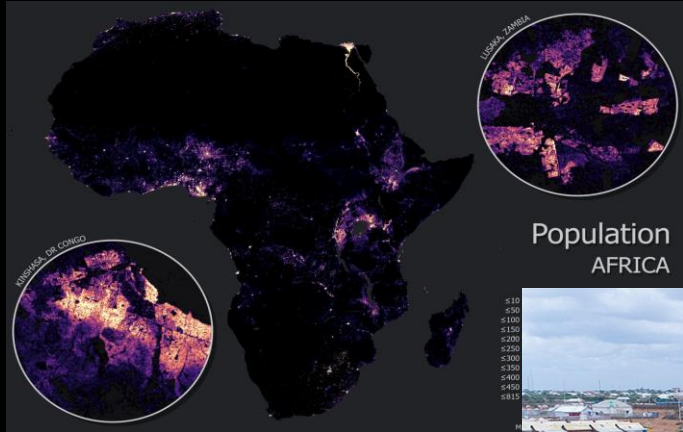 LUSAKA, ZAMBIA
Population
AFRICA
KINSHASA, DR CONGO
≤10
≤50
≤100
≤150
≤200
≤250
≤300
≤350
≤400
≤450
≤815